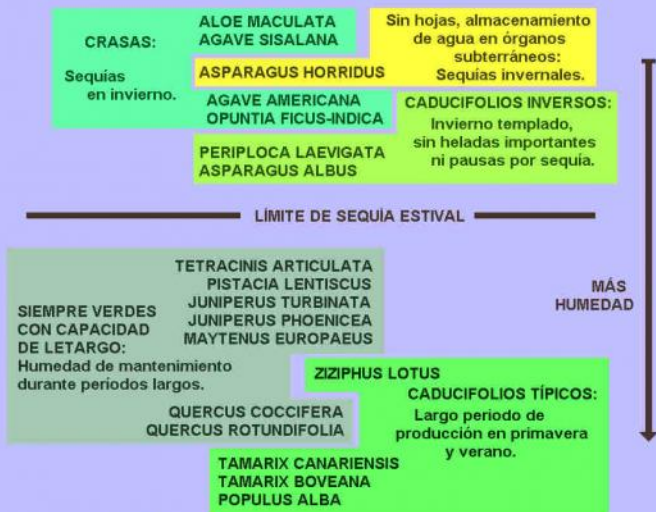 CRASAS:
Sequías
en invierno.
ALOE MACULATA
AGAVE SISALANA
Sin hojas, almacenamiento
de agua en órganos
subterráneos:
Sequías invernales.
ASPARAGUS HORRIDUS
AGAVE AMERICANA
OPUNTIA FICUS-INDICA
CADUCIFOLIOS INVERSOS:
Invierno templado,
sin heladas importantes
ni pausas por sequía.
PERIPLOCA LAEVIGATA
ASPARAGUS ALBUS
LÍMITE DE SEQUÍA ESTIVAL
MÁS
HUMEDAD
TETRACINIS ARTICULATA
PISTACIA LENTISCUS
JUNIPERUS TURBINATA
JUNIPERUS PHOENICEA
MAYTENUS EUROPAEUS
SIEMPRE VERDES
CON CAPACIDAD
DE LETARGO:
Humedad de mantenimiento
durante periodos largos.
ZIZIPHUS LOTUS
CADUCIFOLIOS TÍPICOS:
Largo periodo de
producción en primavera
y verano.
QUERCUS COCCIFERA
QUERCUS ROTUNDIFOLIA
TAMARIX CANARIENSIS
TAMARIX BOVEANA
POPULUS ALBA